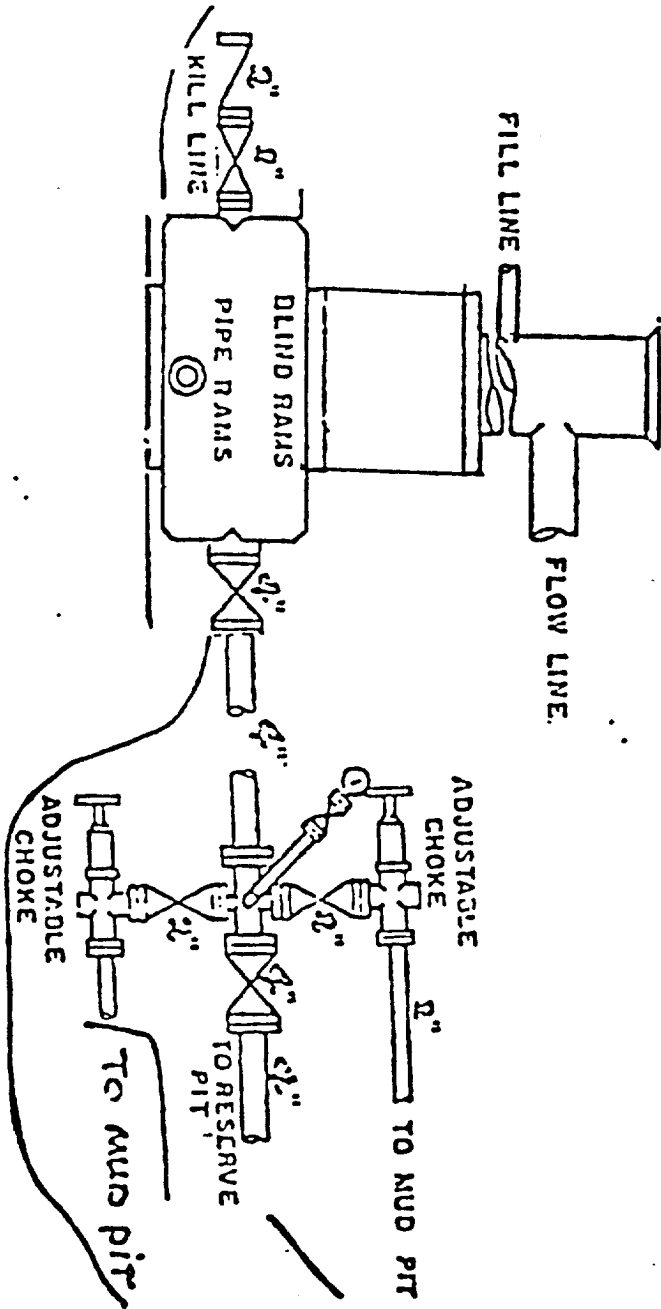 FILL LINE
FLOW LINE.
BLIND RAMS
PIPE RAMS
2"
2"
KILL LINE
4"
4"
ADJUSTABLE
CHOKE
2"
TO MUD PIT
2"
4"
4"
TO RESERVE
PIT
2"
ADJUSTABLE
CHOKE
To MUD pit